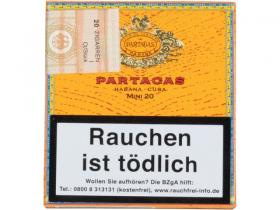 20 ZIGARREN
PARTAGAS
PARTAGAS
HABANA - CUBA
MINI 20
Rauchen
ist tödlich
Wollen Sie aufhören? Die BZgA hilft:
Tel.: 0800 8 313131 (kostenfrei), www.rauchfrei-info.de